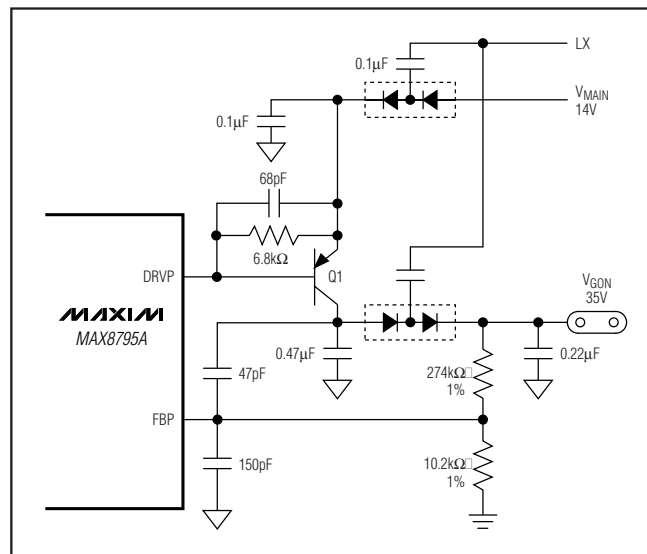 LX
0.1µF
VMAIN
14V
0.1µF
68pF
6.8kΩ
DRVP
Q1
VGON
35V
MAXIM
MAX8795A
0.47µF
0.22µF
47pF
274kΩ□
1%
FBP
150pF
10.2kΩ□
1%